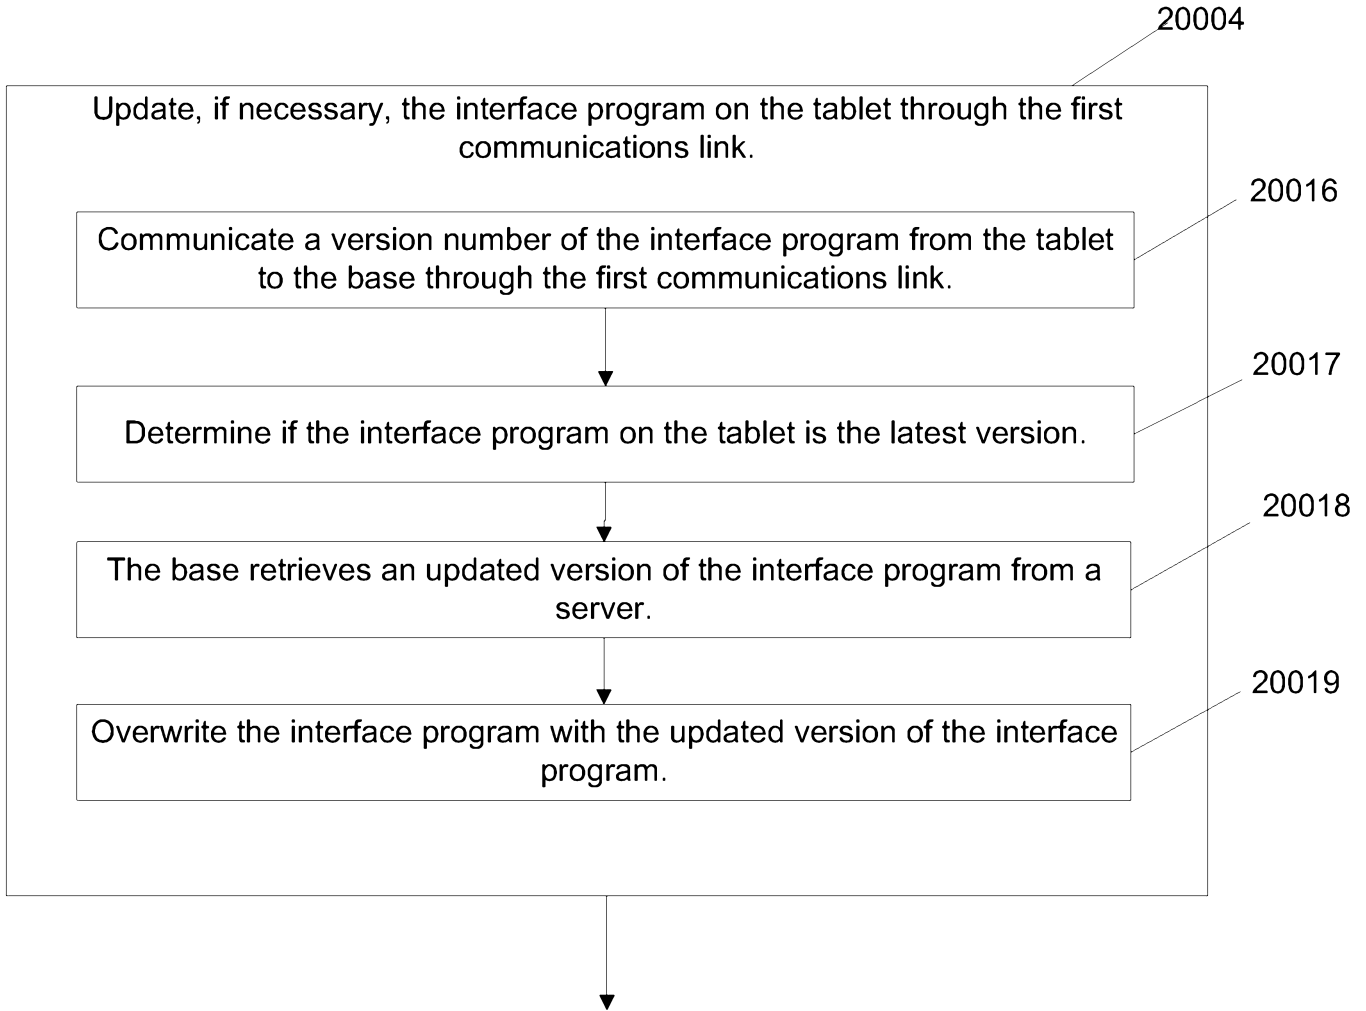 20004
Update, if necessary, the interface program on the tablet through the first
communications link.
20016
Communicate a version number of the interface program from the tablet
to the base through the first communications link.
20017
Determine if the interface program on the tablet is the latest version.
20018
The base retrieves an updated version of the interface program from a
server.
20019
Overwrite the interface program with the updated version of the interface
program.